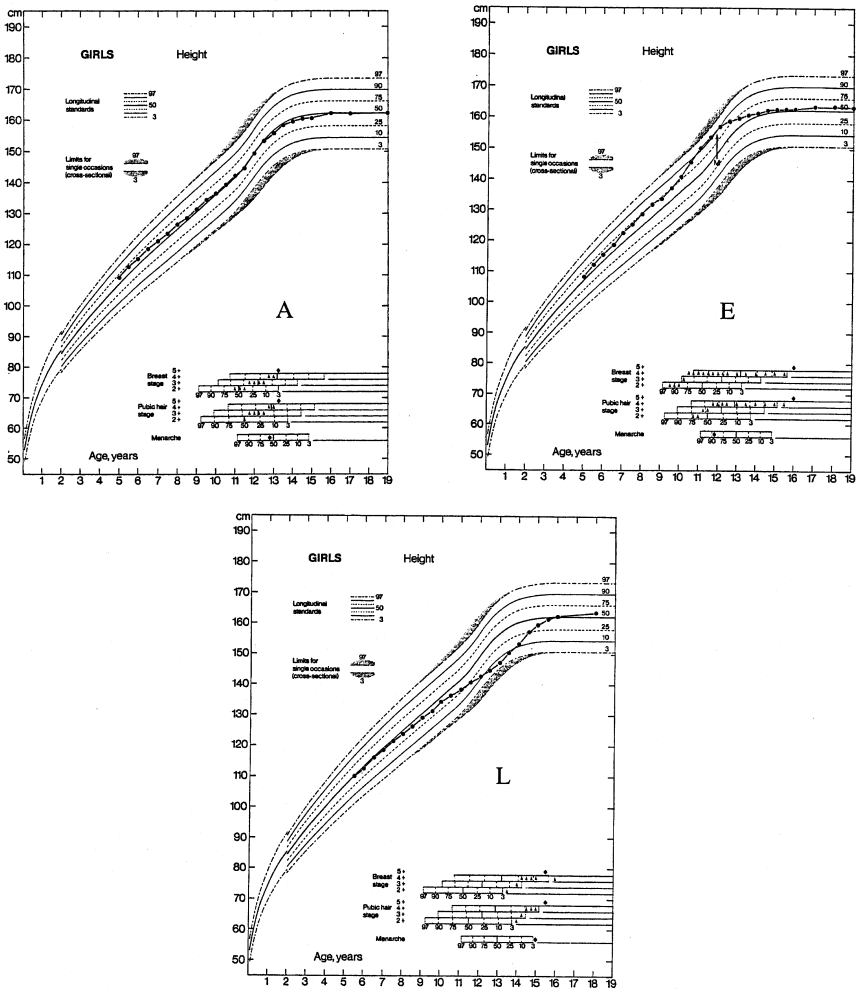 cm
190
180
170
160
150
140
130
120
110
100
90
80
70
60
50
GIRLS Height
Longitudinal standards
97
50
3
Limits for single occasions (cross-sectional)
97
3
97
90
75
50
25
10
3
A
Breast stage
5+
4+
3+
2+
97 90 75 50 25 10 3
Pubic hair stage
5+
4+
3+
2+
97 90 75 50 25 10 3
Menarche
97 90 75 50 25 10 3
Age, years
1 2 3 4 5 6 7 8 9 10 11 12 13 14 15 16 17 18 19
cm
190
180
170
160
150
140
130
120
110
100
90
80
70
60
50
GIRLS Height
Longitudinal standards
97
50
3
Limits for single occasions (cross-sectional)
97
3
97
90
75
50
25
10
3
M
E
Breast stage
5+
4+
3+
2+
97 90 75 50 25 10 3
Pubic hair stage
5+
4+
3+
2+
97 90 75 50 25 10 3
Menarche
97 90 75 50 25 10 3
Age, years
1 2 3 4 5 6 7 8 9 10 11 12 13 14 15 16 17 18 19
cm
190
180
170
160
150
140
130
120
110
100
90
80
70
60
50
GIRLS Height
Longitudinal standards
97
50
3
Limits for single occasions (cross-sectional)
97
3
97
90
75
50
25
10
3
L
Breast stage
5+
4+
3+
2+
97 90 75 50 25 10 3
Pubic hair stage
5+
4+
3+
2+
97 90 75 50 25 10 3
Menarche
97 90 75 50 25 10 3
Age, years
1 2 3 4 5 6 7 8 9 10 11 12 13 14 15 16 17 18 19